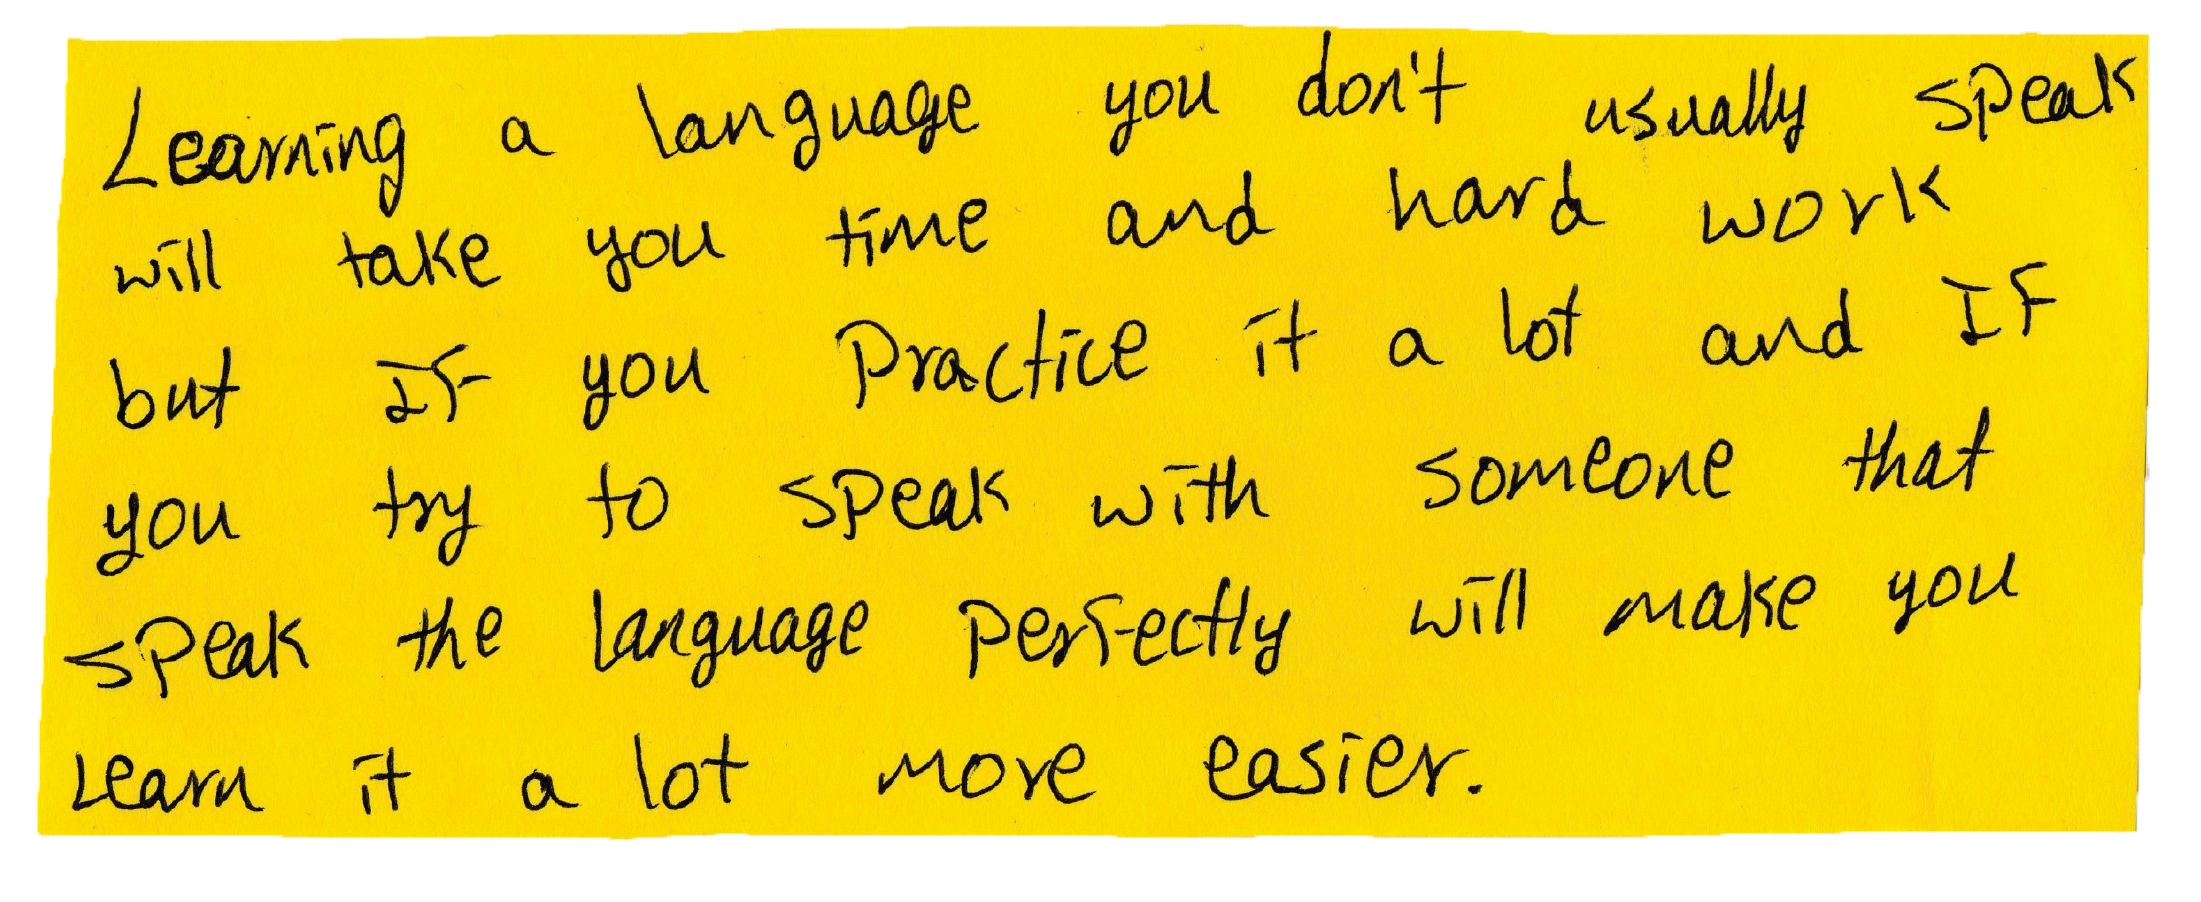 Learning a language you don't usually speak
will take you time and hard work
but IF you Practice it a lot and IF
you try to speak with someone that
speak the language perfectly will make you
Learn it a lot more easier.